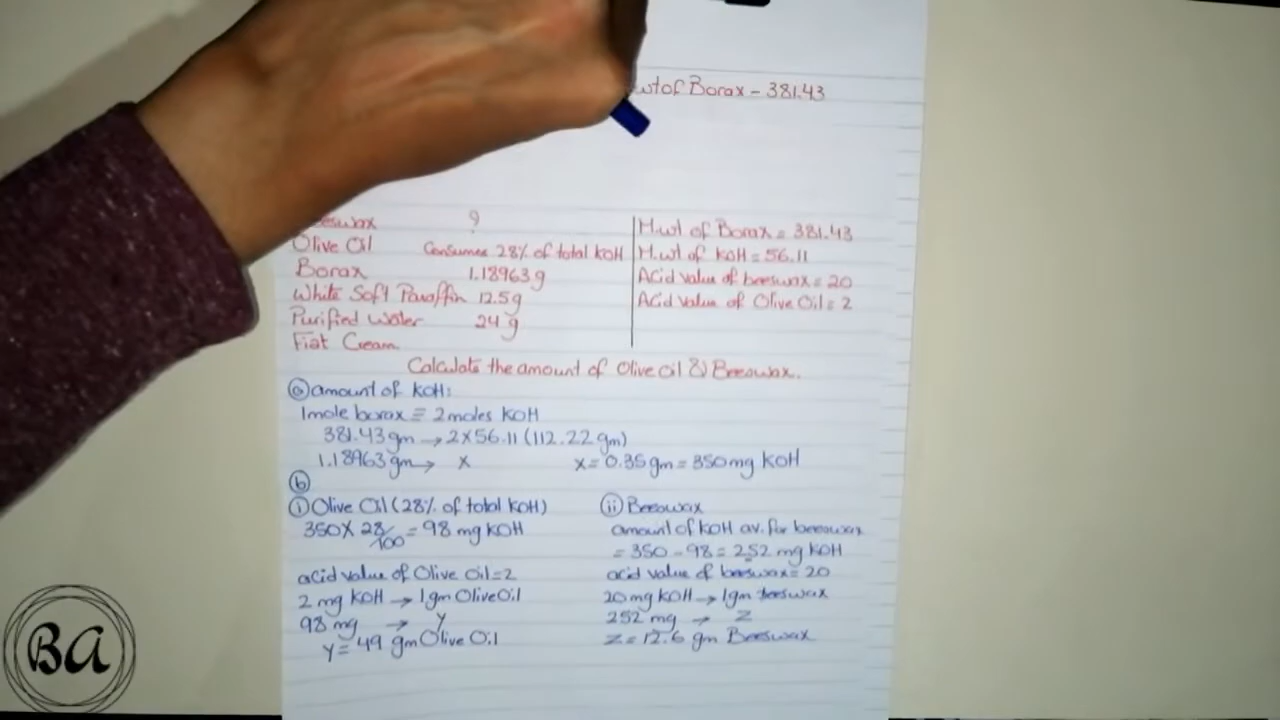 wt of Borax - 381.43
eeswax ?
Olive Oil Consumes 28% of total KOH
Borax 1.18963 g
White Soft Paraffin 12.5g
Purified Water 24 g
Fiat Cream
M.wt of Borax = 381.43
M.wt of KOH = 56.11
Acid value of beeswax = 20
Acid value of Olive Oil = 2
Calculate the amount of Olive Oil & Beeswax.
ⓐ amount of KOH:
1mole borax ≡ 2moles KOH
381.43 gm → 2x56.11 (112.22 gm)
1.18963 gm → x x = 0.35 gm = 350 mg KOH
ⓑ
ⓘ Olive Oil (28% of total KOH)
350 X 28/100 = 98 mg KOH
acid value of Olive Oil = 2
2 mg KOH → 1gm Olive Oil
98 mg → Y
Y = 49 gm Olive Oil
ⓘⓘ Beeswax
amount of KOH av. for beeswax
= 350 - 98 = 252 mg KOH
acid value of beeswax = 20
20 mg KOH → 1gm beeswax
252 mg → Z
Z = 12.6 gm Beeswax
BA